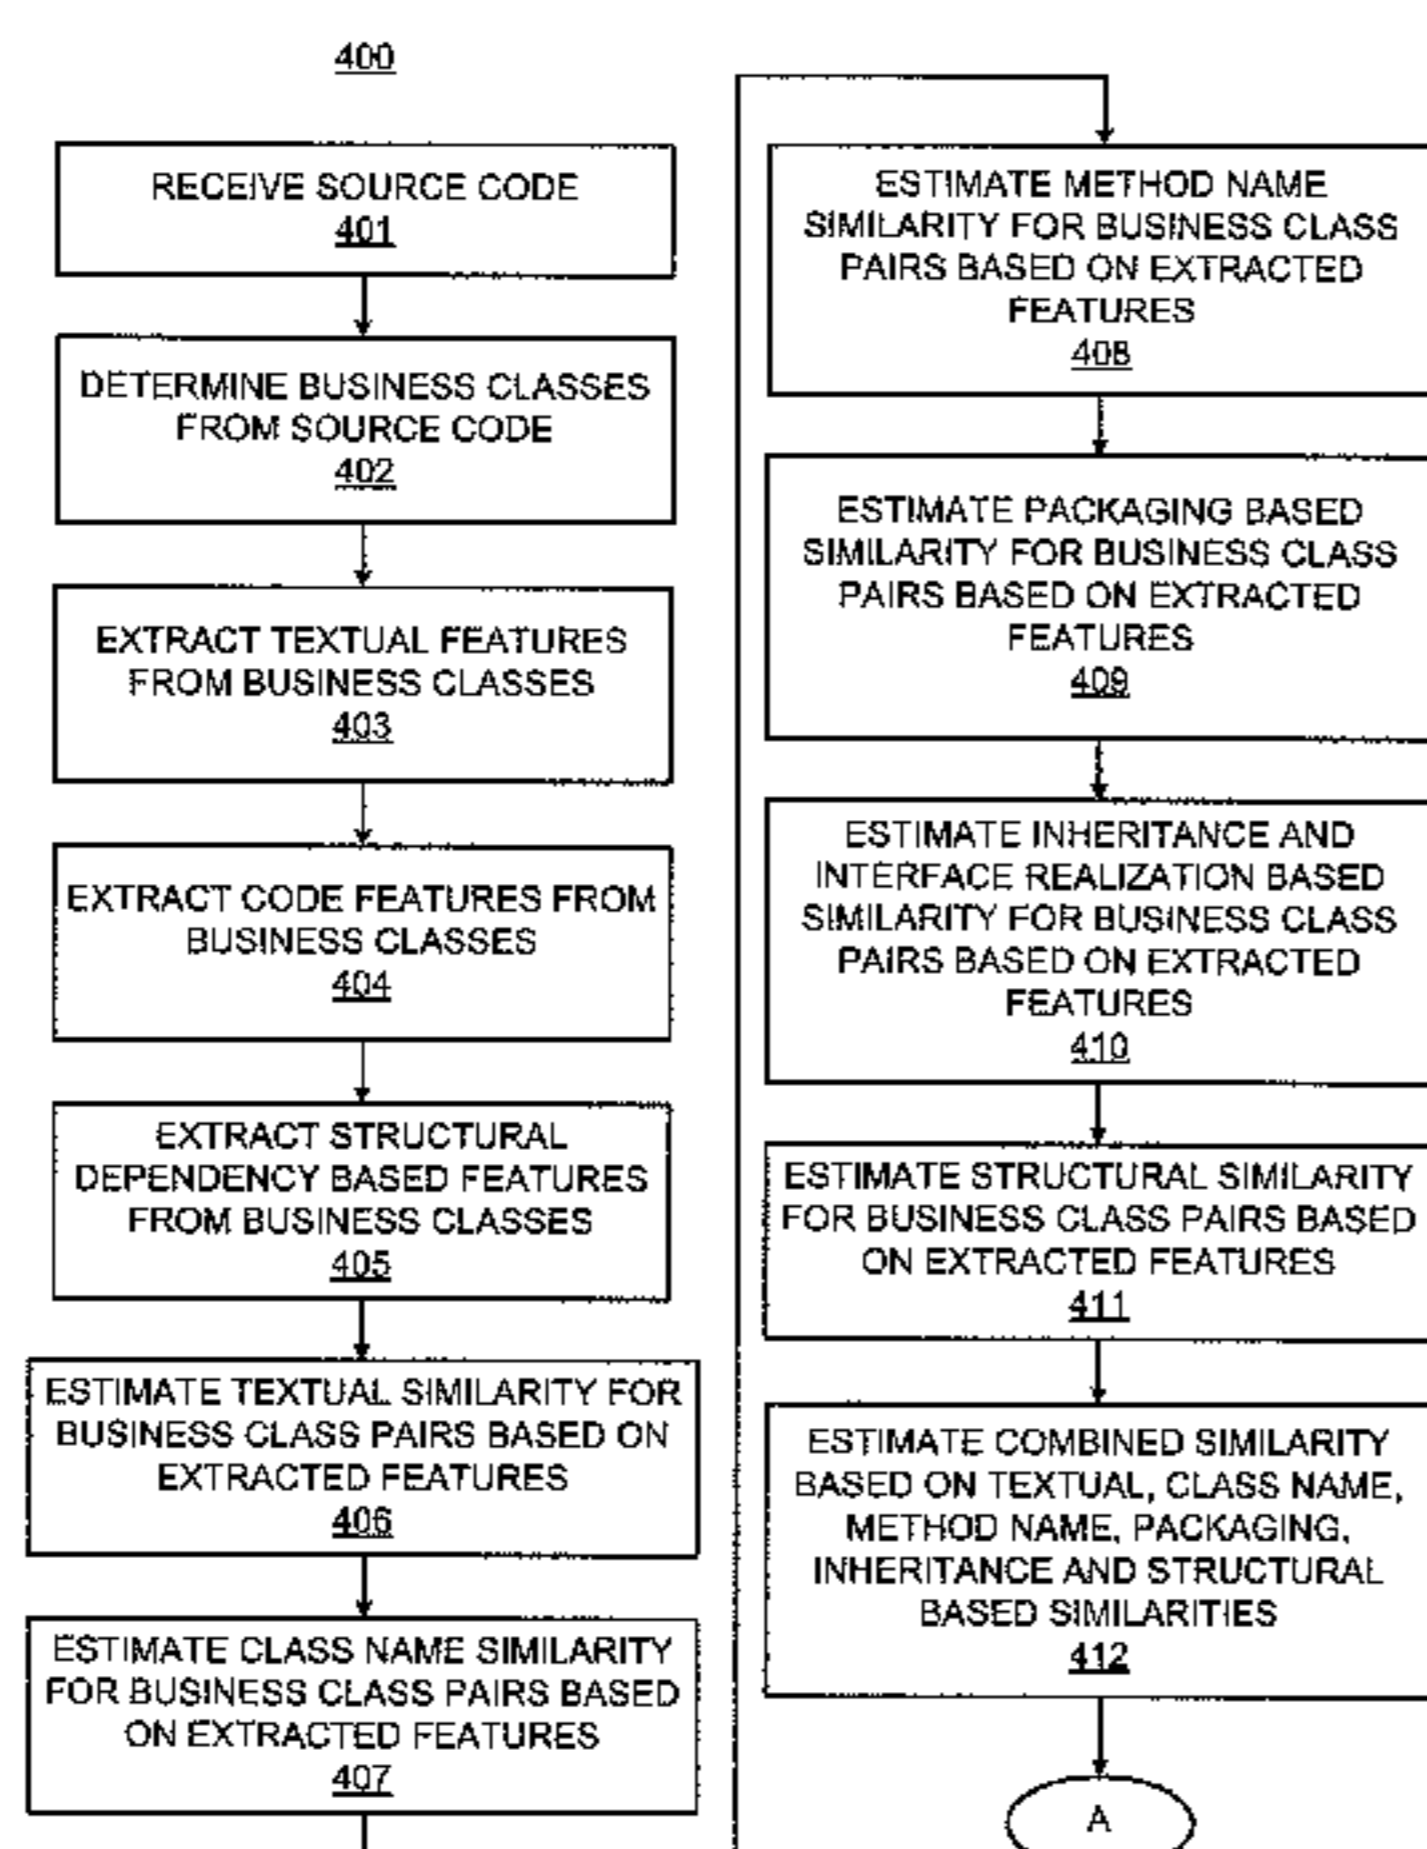 400
RECEIVE SOURCE CODE
401
DETERMINE BUSINESS CLASSES
FROM SOURCE CODE
402
EXTRACT TEXTUAL FEATURES
FROM BUSINESS CLASSES
403
EXTRACT CODE FEATURES FROM
BUSINESS CLASSES
404
EXTRACT STRUCTURAL
DEPENDENCY BASED FEATURES
FROM BUSINESS CLASSES
405
ESTIMATE TEXTUAL SIMILARITY FOR
BUSINESS CLASS PAIRS BASED ON
EXTRACTED FEATURES
406
ESTIMATE CLASS NAME SIMILARITY
FOR BUSINESS CLASS PAIRS BASED
ON EXTRACTED FEATURES
407
ESTIMATE METHOD NAME
SIMILARITY FOR BUSINESS CLASS
PAIRS BASED ON EXTRACTED
FEATURES
408
ESTIMATE PACKAGING BASED
SIMILARITY FOR BUSINESS CLASS
PAIRS BASED ON EXTRACTED
FEATURES
409
ESTIMATE INHERITANCE AND
INTERFACE REALIZATION BASED
SIMILARITY FOR BUSINESS CLASS
PAIRS BASED ON EXTRACTED
FEATURES
410
ESTIMATE STRUCTURAL SIMILARITY
FOR BUSINESS CLASS PAIRS BASED
ON EXTRACTED FEATURES
411
ESTIMATE COMBINED SIMILARITY
BASED ON TEXTUAL, CLASS NAME,
METHOD NAME, PACKAGING,
INHERITANCE AND STRUCTURAL
BASED SIMILARITIES
412
A